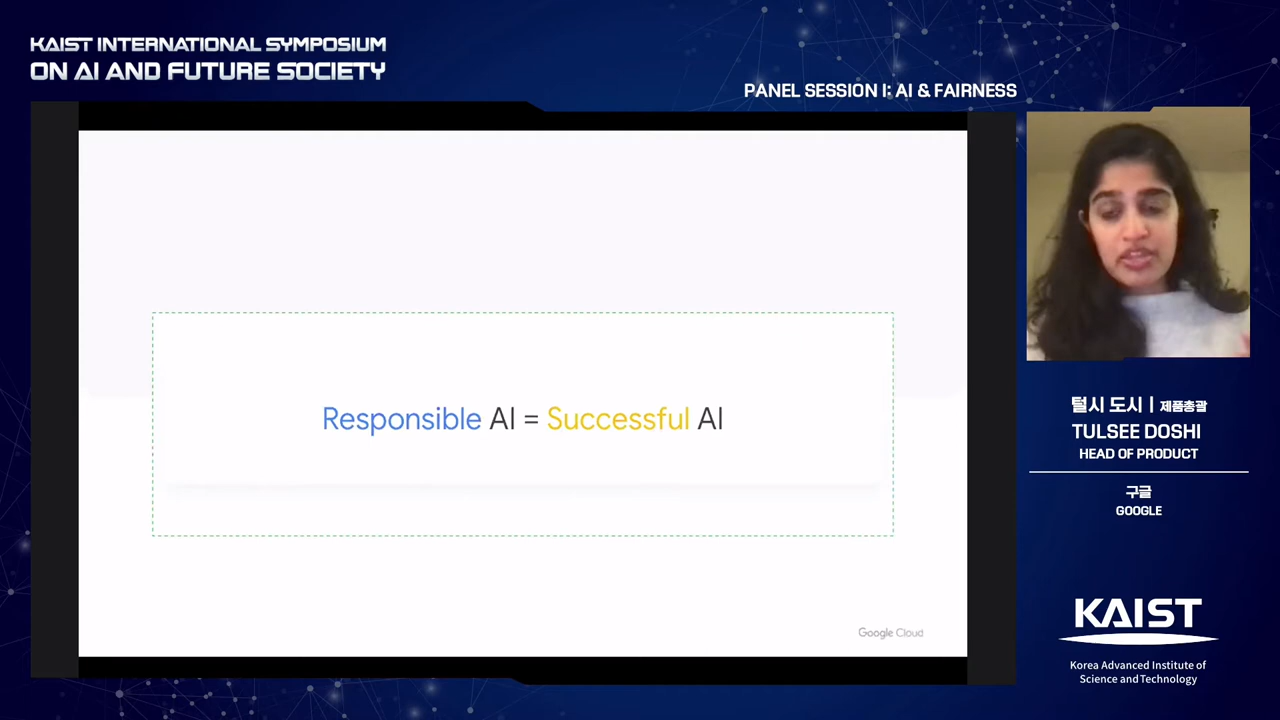 KAIST INTERNATIONAL SYMPOSIUM
ON AI AND FUTURE SOCIETY
PANEL SESSION I: AI & FAIRNESS
Responsible AI = Successful AI
Google Cloud
털시 도시 | 제품총괄
TULSEE DOSHI
HEAD OF PRODUCT
구글
GOOGLE
KAIST
Korea Advanced Institute of
Science and Technology